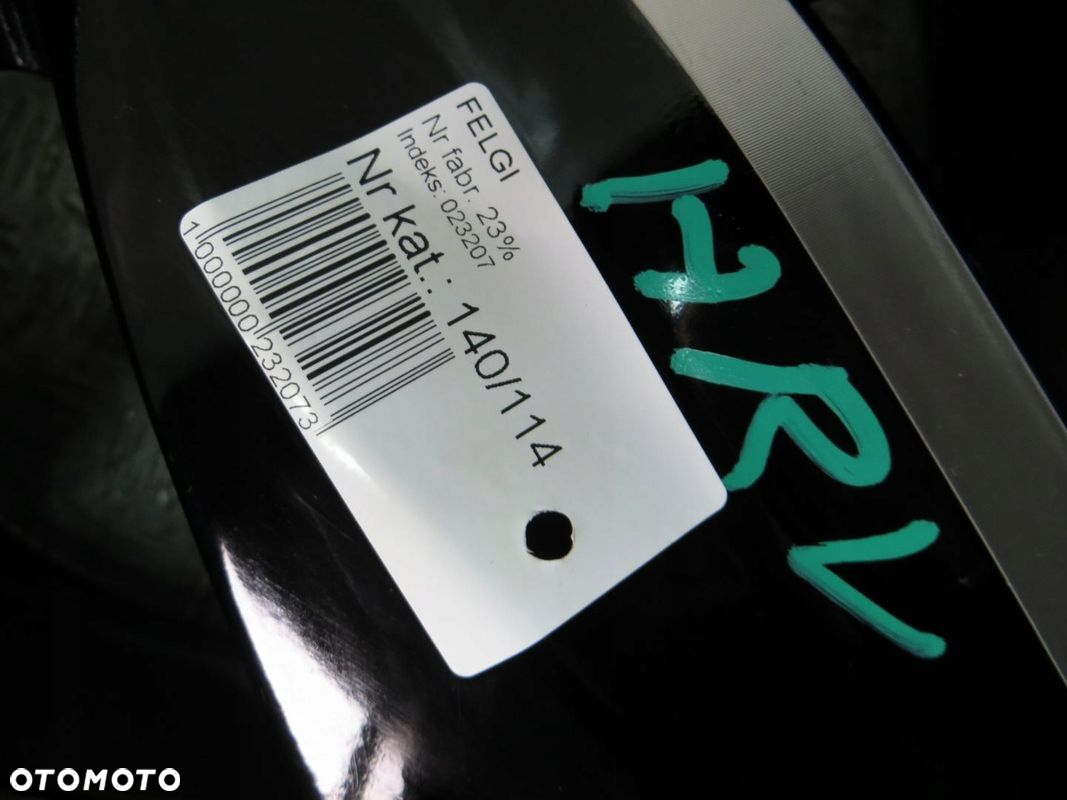 FELGI
Nr fabr. 23%
Indeks: 023207
Nr kat.: 140/114
1000000232073
HRV
OTOMOTO